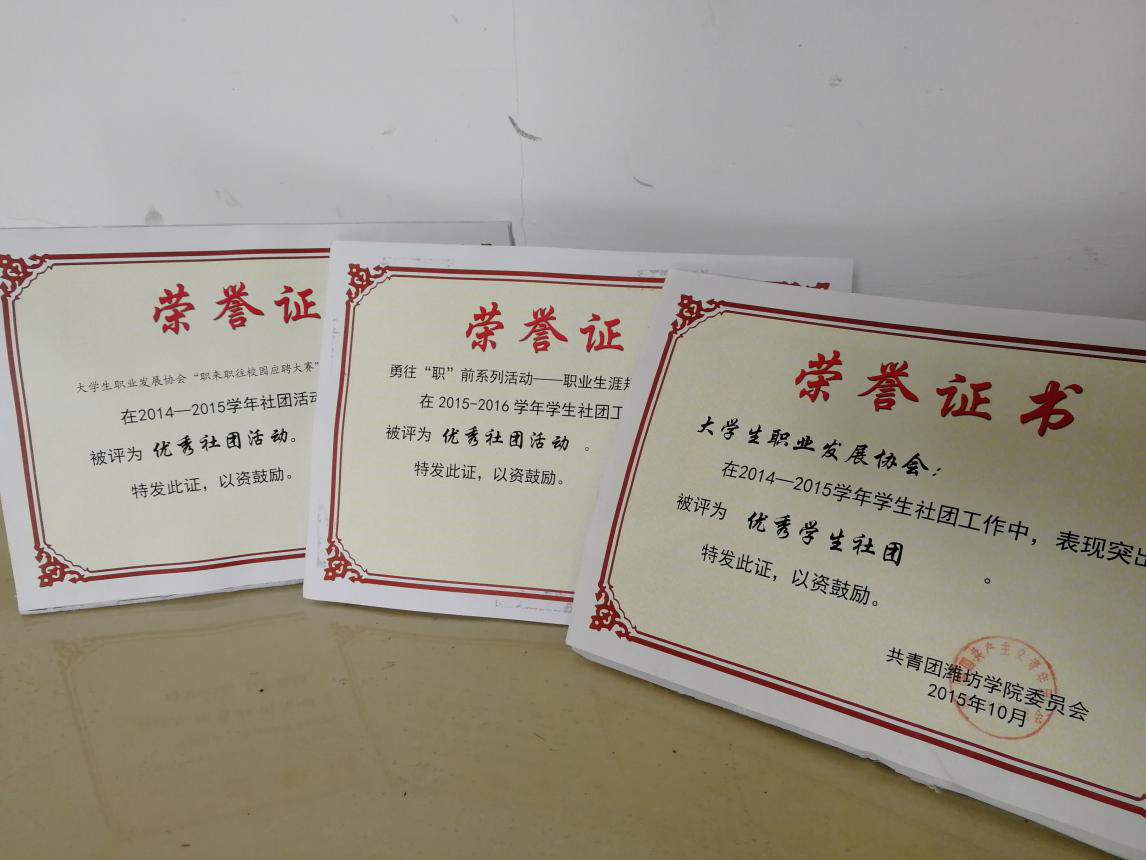 荣誉证
大学生职业发展协会“职来职往校园应聘大赛”
在2014—2015学年社团活动
被评为 优秀社团活动。
特发此证，以资鼓励。
荣誉证
勇往“职”前系列活动——职业生涯规
在 2015-2016 学年学生社团工
被评为 优秀社团活动 。
特发此证，以资鼓励。
荣誉证书
大学生职业发展协会：
在2014—2015学年学生社团工作中，表现突出
被评为 优秀学生社团 。
特发此证，以资鼓励。
共青团潍坊学院委员会
2015年10月